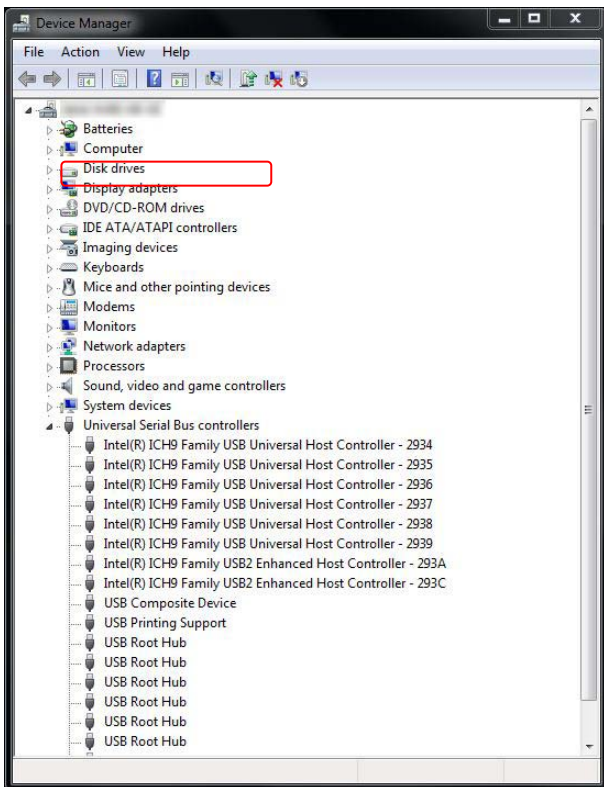 Device Manager
File Action View Help
Batteries
Computer
Disk drives
Display adapters
DVD/CD-ROM drives
IDE ATA/ATAPI controllers
Imaging devices
Keyboards
Mice and other pointing devices
Modems
Monitors
Network adapters
Processors
Sound, video and game controllers
System devices
Universal Serial Bus controllers
Intel(R) ICH9 Family USB Universal Host Controller - 2934
Intel(R) ICH9 Family USB Universal Host Controller - 2935
Intel(R) ICH9 Family USB Universal Host Controller - 2936
Intel(R) ICH9 Family USB Universal Host Controller - 2937
Intel(R) ICH9 Family USB Universal Host Controller - 2938
Intel(R) ICH9 Family USB Universal Host Controller - 2939
Intel(R) ICH9 Family USB2 Enhanced Host Controller - 293A
Intel(R) ICH9 Family USB2 Enhanced Host Controller - 293C
USB Composite Device
USB Printing Support
USB Root Hub
USB Root Hub
USB Root Hub
USB Root Hub
USB Root Hub
USB Root Hub